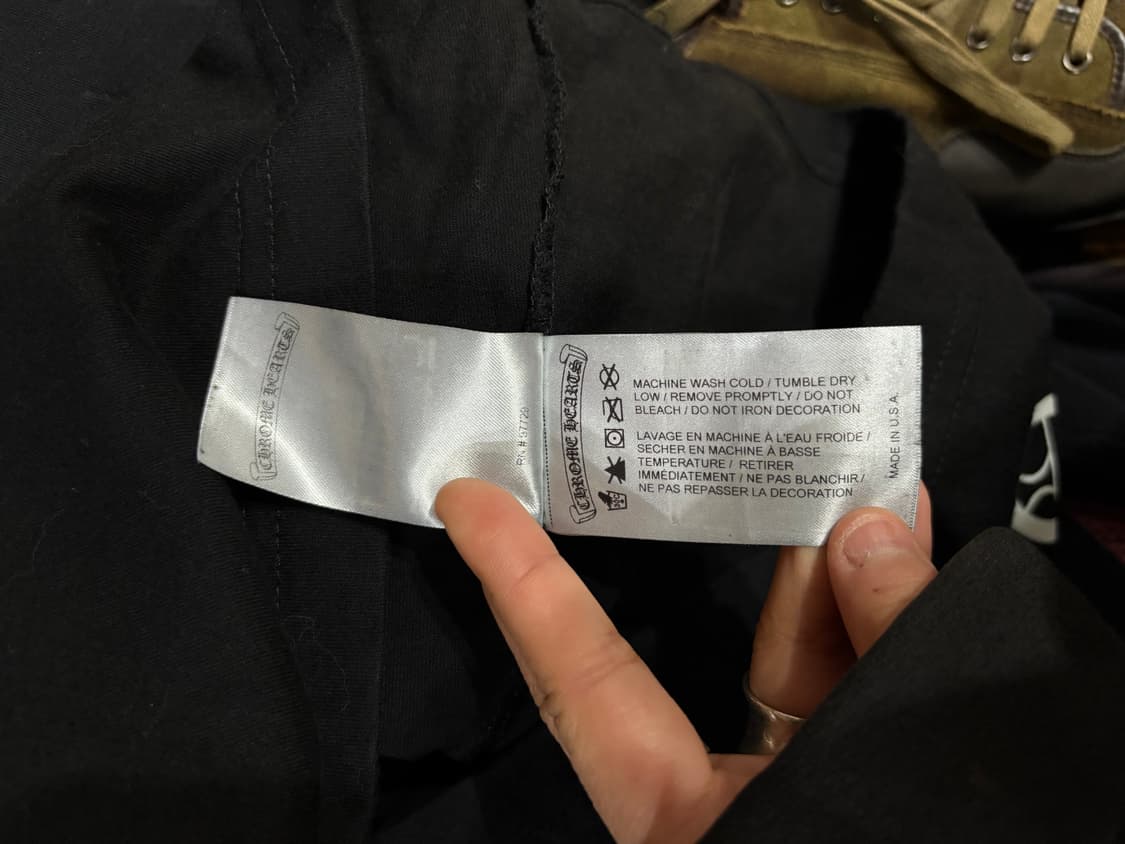 CHROME HEARTS
RN # 97729
CHROME HEARTS
MACHINE WASH COLD / TUMBLE DRY
LOW / REMOVE PROMPTLY / DO NOT
BLEACH / DO NOT IRON DECORATION
LAVAGE EN MACHINE À L'EAU FROIDE /
SECHER EN MACHINE À BASSE
TEMPERATURE / RETIRER
IMMÉDIATEMENT / NE PAS BLANCHIR /
NE PAS REPASSER LA DECORATION
MADE IN U.S.A.